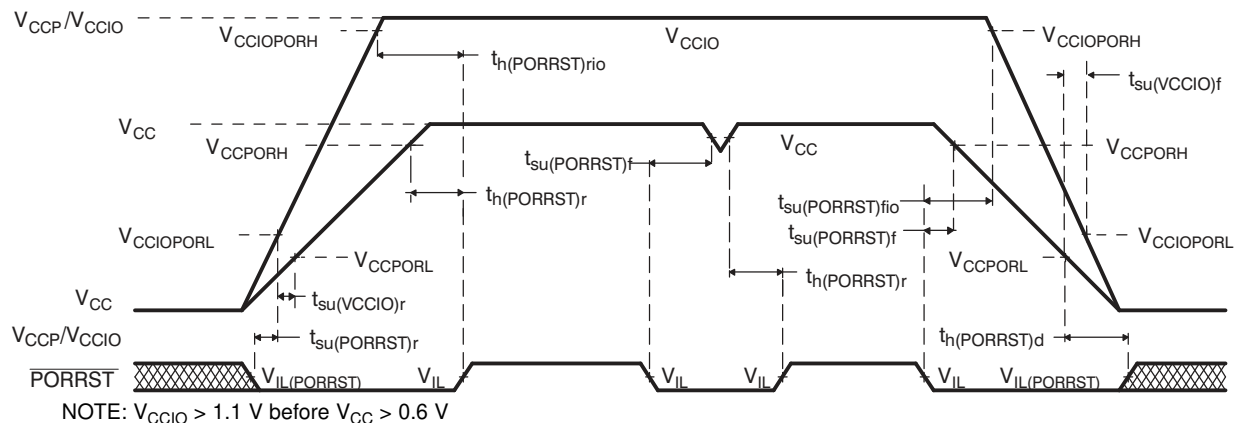 VCCP/VCCIO
VCCIOPORH
VCCIO
VCCIOPORH
th(PORRST)rio
tsu(VCCIO)f
VCC
VCCPORH
VCC
VCCPORH
tsu(PORRST)f
th(PORRST)r
tsu(PORRST)fio
tsu(PORRST)f
VCCIOPORL
VCCIOPORL
VCCPORL
VCCPORL
th(PORRST)r
VCC
tsu(VCCIO)r
VCCP/VCCIO
tsu(PORRST)r
th(PORRST)d
PORRST
VIL(PORRST)
VIL
VIL
VIL
VIL
VIL(PORRST)
NOTE: VCCIO > 1.1 V before VCC > 0.6 V